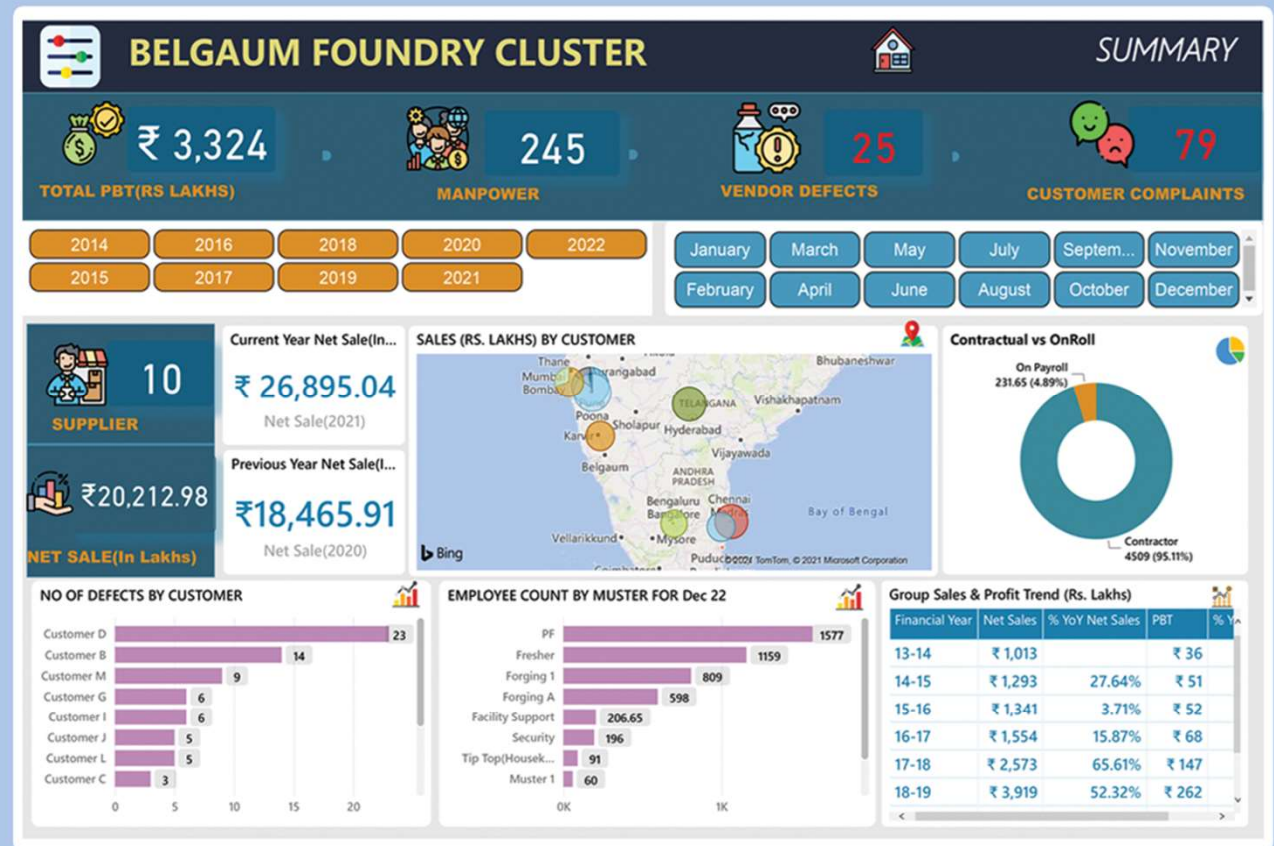 BELGAUM FOUNDRY CLUSTER
SUMMARY
₹ 3,324
TOTAL PBT(RS LAKHS)
245
MANPOWER
25
VENDOR DEFECTS
79
CUSTOMER COMPLAINTS
2014 2016 2018 2020 2022
2015 2017 2019 2021
January March May July Septem... November
February April June August October December
10
SUPPLIER
₹20,212.98
NET SALE(In Lakhs)
Current Year Net Sale(In...
₹ 26,895.04
Net Sale(2021)
Previous Year Net Sale(I...
₹18,465.91
Net Sale(2020)
SALES (RS. LAKHS) BY CUSTOMER
Thane
Bhubaneshwar
Bombay
TELANGANA
Vishakhapatnam
Poona
Sholapur
Hyderabad
Vijayawada
Belgaum
ANDHRA
PRADESH
Bengaluru
Chennai
Bay of Bengal
Vellarikkund
Mysore
Bing
TomTom, © 2021 Microsoft Corporation
Contractual vs OnRoll
On Payroll
231.65 (4.89%)
Contractor
4509 (95.11%)
NO OF DEFECTS BY CUSTOMER
Customer D 23
Customer B 14
Customer M 9
Customer G 6
Customer I 6
Customer J 5
Customer L 5
Customer C 3
0 5 10 15 20
EMPLOYEE COUNT BY MUSTER FOR Dec 22
PF 1577
Fresher 1159
Forging 1 809
Forging A 598
Facility Support 206.65
Security 196
Tip Top(Housek... 91
Muster 1 60
0K 1K
Group Sales & Profit Trend (Rs. Lakhs)
Financial Year Net Sales % YoY Net Sales PBT % Y
13-14 ₹ 1,013 ₹ 36
14-15 ₹ 1,293 27.64% ₹ 51
15-16 ₹ 1,341 3.71% ₹ 52
16-17 ₹ 1,554 15.87% ₹ 68
17-18 ₹ 2,573 65.61% ₹ 147
18-19 ₹ 3,919 52.32% ₹ 262